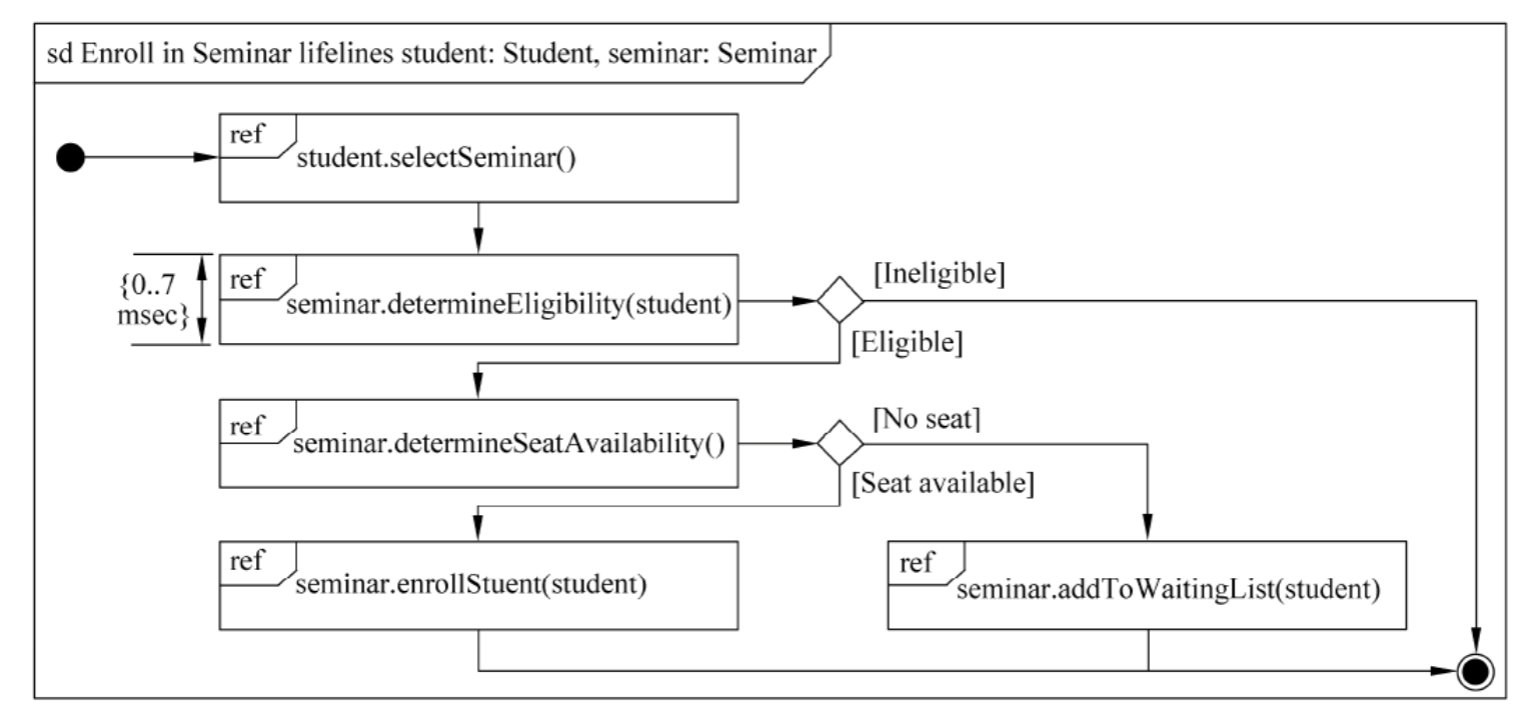 sd Enroll in Seminar lifelines student: Student, seminar: Seminar
ref
student.selectSeminar()
{0..7
msec}
ref
seminar.determineEligibility(student)
[Ineligible]
[Eligible]
ref
seminar.determineSeatAvailability()
[No seat]
[Seat available]
ref
seminar.enrollStuent(student)
ref
seminar.addToWaitingList(student)